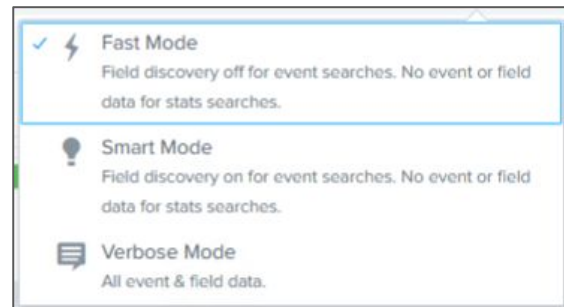 Fast Mode
Field discovery off for event searches. No event or field
data for stats searches.
Smart Mode
Field discovery on for event searches. No event or field
data for stats searches.
Verbose Mode
All event & field data.